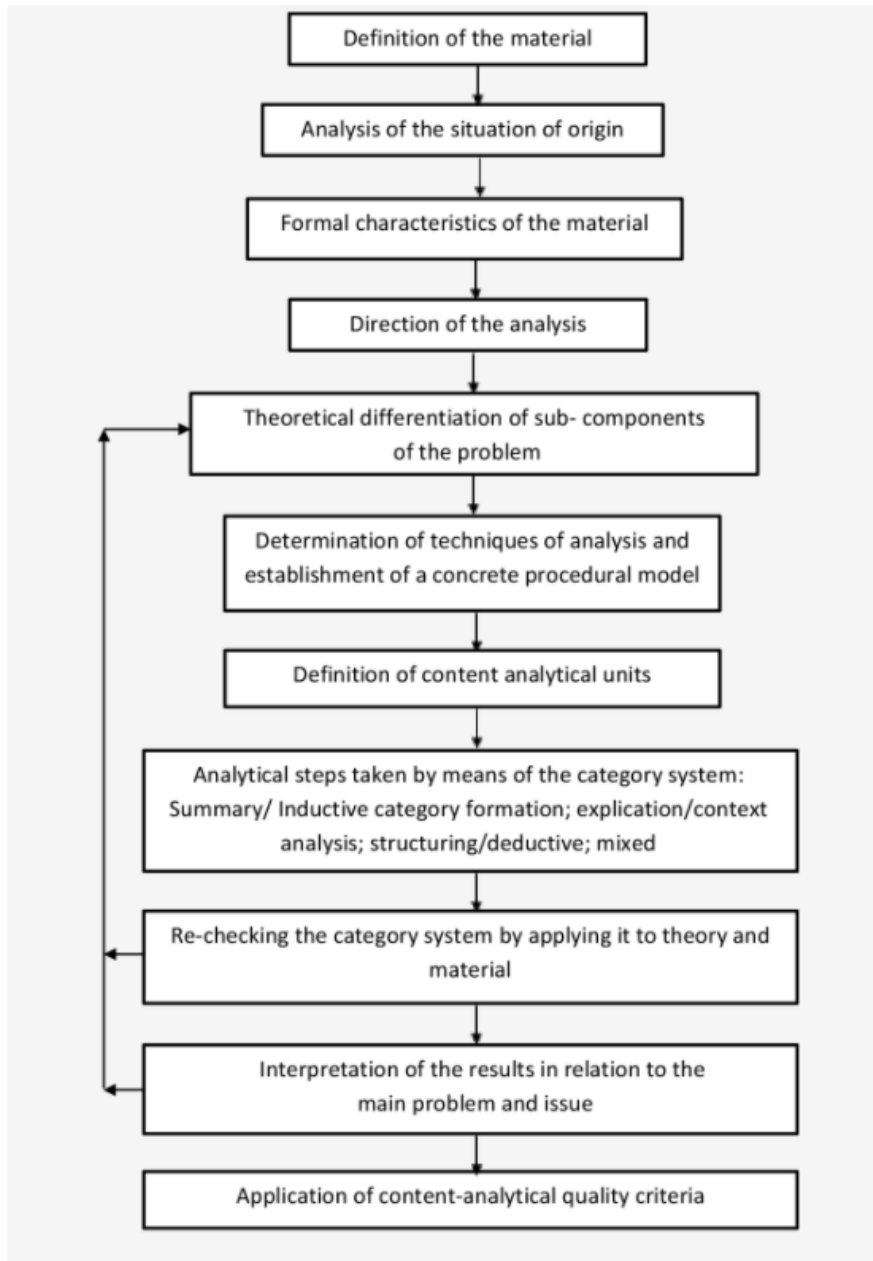 Definition of the material
Analysis of the situation of origin
Formal characteristics of the material
Direction of the analysis
Theoretical differentiation of sub- components
of the problem
Determination of techniques of analysis and
establishment of a concrete procedural model
Definition of content analytical units
Analytical steps taken by means of the category system:
Summary/ Inductive category formation; explication/context
analysis; structuring/deductive; mixed
Re-checking the category system by applying it to theory and
material
Interpretation of the results in relation to the
main problem and issue
Application of content-analytical quality criteria